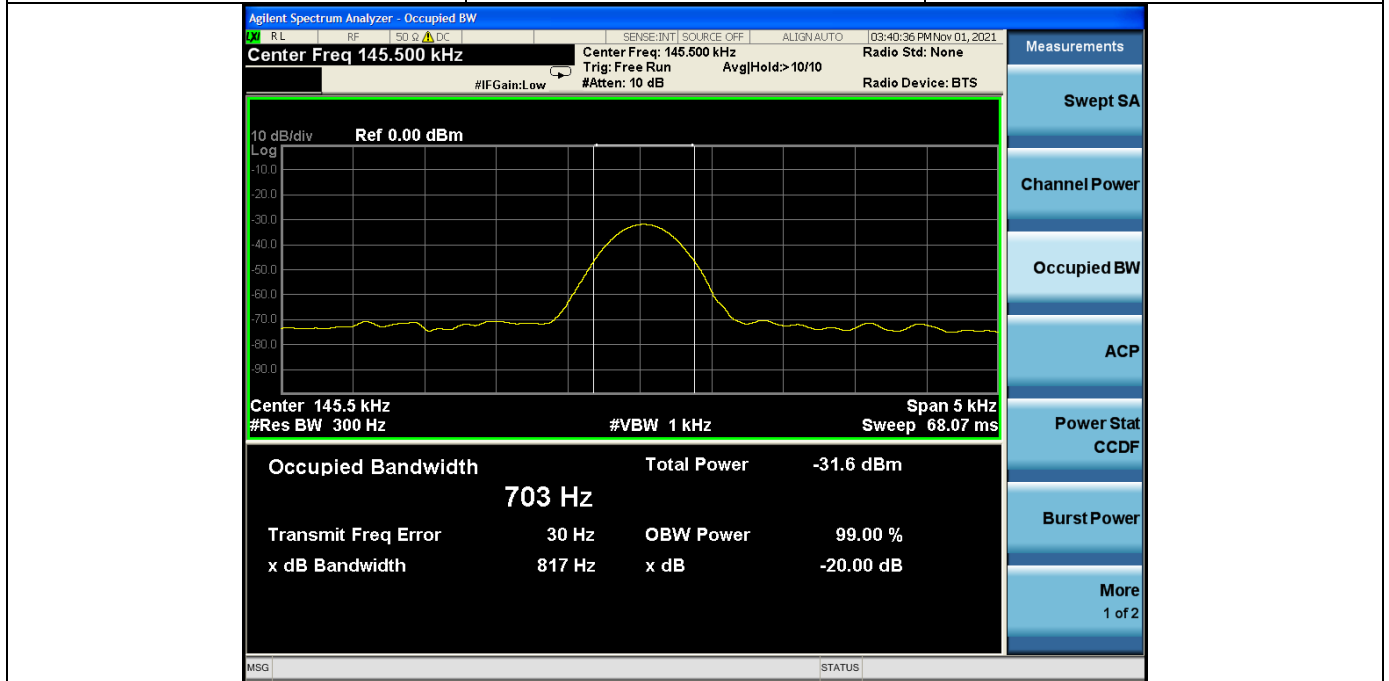 Agilent Spectrum Analyzer - Occupied BW
LXI RL RF 50 Ω DC SENSE:INT SOURCE OFF ALIGN AUTO 03:40:36 PM Nov 01, 2021
Center Freq 145.500 kHz
Center Freq: 145.500 kHz Radio Std: None
Trig: Free Run Avg|Hold:>10/10
#IFGain:Low #Atten: 10 dB Radio Device: BTS
10 dB/div Ref 0.00 dBm
Log
-10.0
-20.0
-30.0
-40.0
-50.0
-60.0
-70.0
-80.0
-90.0
Center 145.5 kHz Span 5 kHz
#Res BW 300 Hz #VBW 1 kHz Sweep 68.07 ms
Occupied Bandwidth Total Power -31.6 dBm
703 Hz
Transmit Freq Error 30 Hz OBW Power 99.00 %
x dB Bandwidth 817 Hz x dB -20.00 dB
MSG STATUS
Measurements
Swept SA
Channel Power
Occupied BW
ACP
Power Stat
CCDF
Burst Power
More
1 of 2